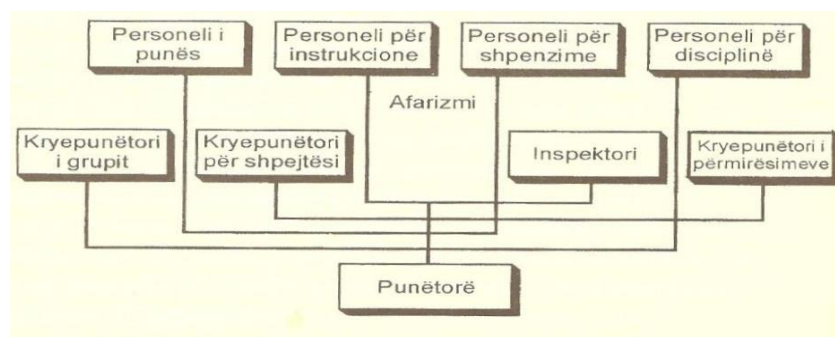 Personeli i
punës
Personeli për
instrukcione
Personeli për
shpenzime
Personeli për
disciplinë
Afarizmi
Kryepunëtori
i grupit
Kryepunëtori
për shpejtësi
Inspektori
Kryepunëtori i
përmirësimeve
Punëtorë